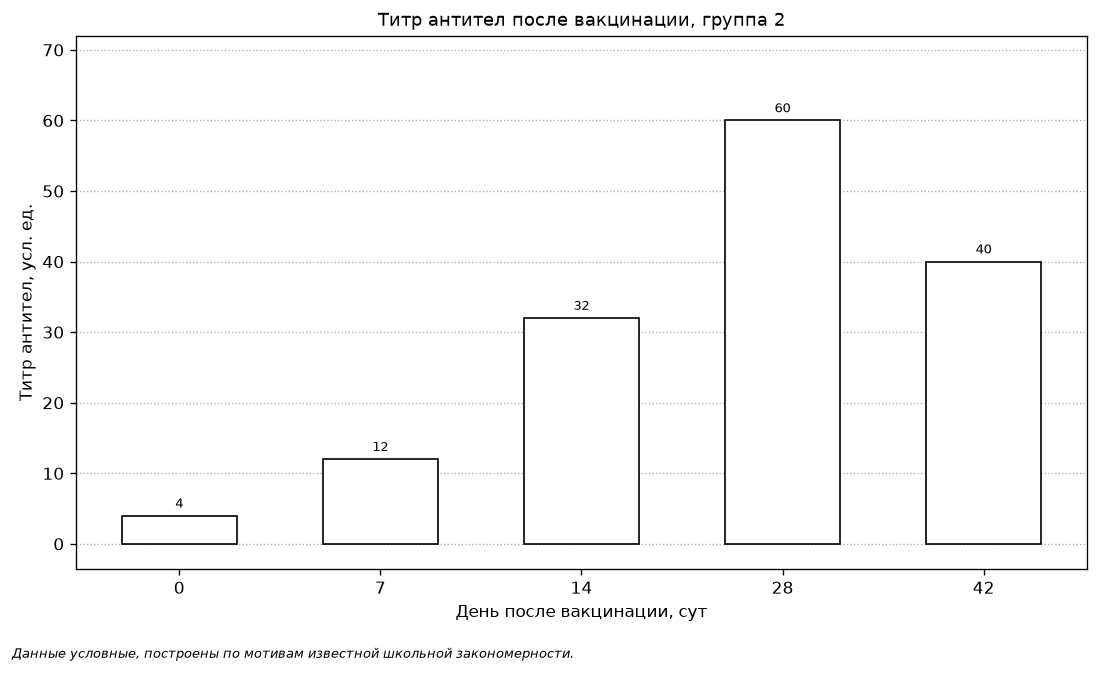 Титр антител после вакцинации, группа 2
Титр антител, усл. ед.
70
60
50
40
30
20
10
0
4
12
32
60
40
0 7 14 28 42
День после вакцинации, сут
Данные условные, построены по мотивам известной школьной закономерности.